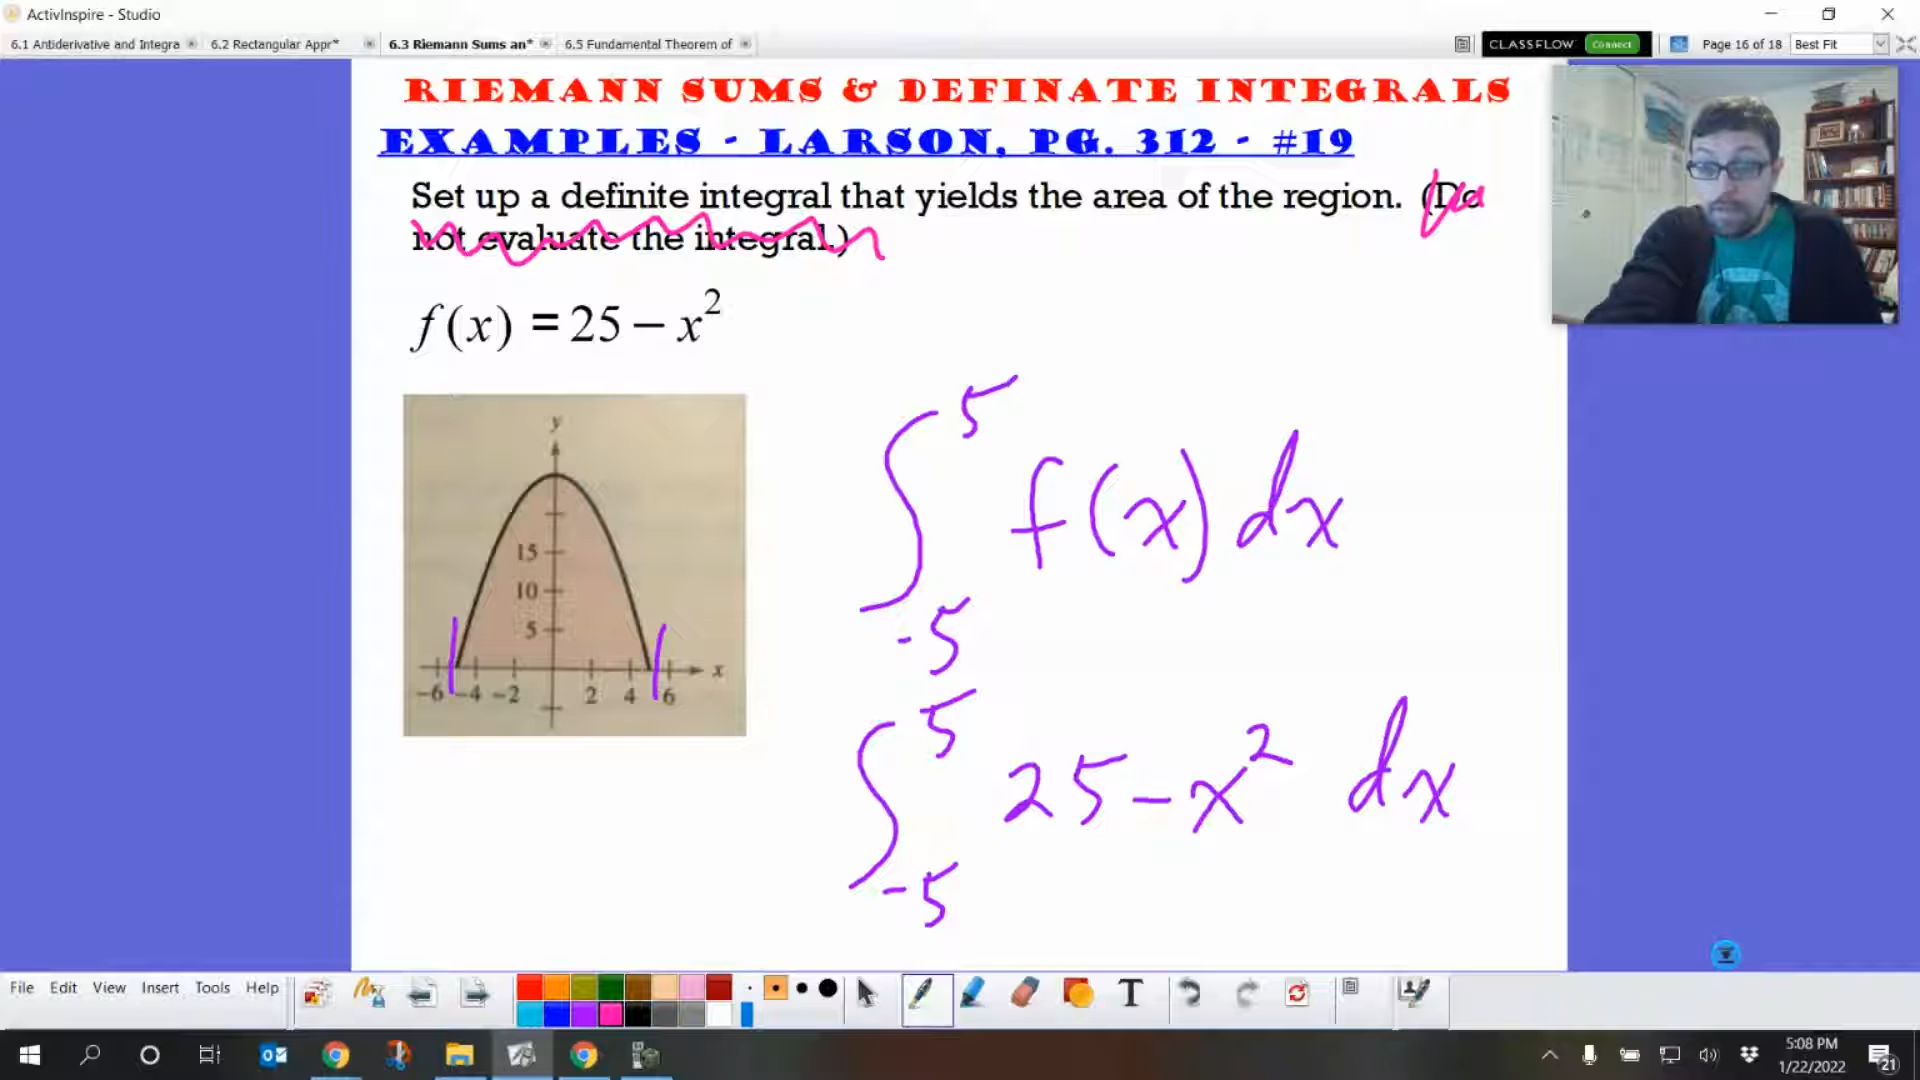 ActivInspire - Studio
6.1 Antiderivative and Integra
6.2 Rectangular Appr*
6.3 Riemann Sums an*
6.5 Fundamental Theorem of
CLASSFLOW Connect
Page 16 of 18
Best Fit
RIEMANN SUMS & DEFINATE INTEGRALS
EXAMPLES - LARSON, PG. 312 - #19
Set up a definite integral that yields the area of the region. (Do
not evaluate the integral.)
f(x) = 25 − x²
y
15
10
5
-6 -4 -2 2 4 6 x
∫₋₅⁵ f(x) dx
∫₋₅⁵ 25 − x² dx
File Edit View Insert Tools Help
T
5:08 PM
1/22/2022
21